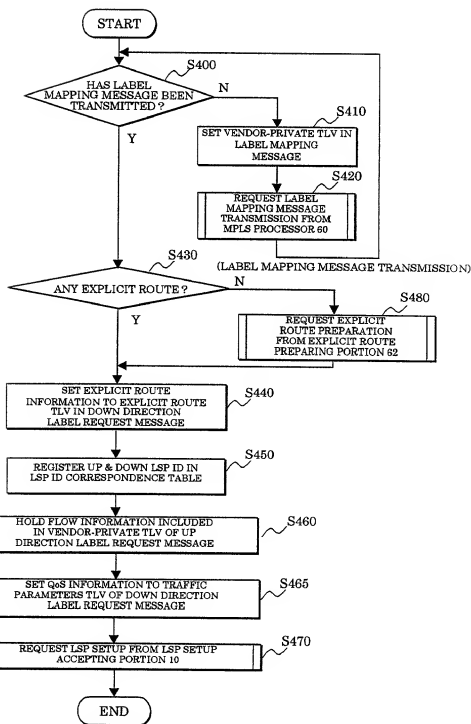 START
S400
HAS LABEL
MAPPING MESSAGE BEEN
TRANSMITTED ?
N
Y
S410
SET VENDOR-PRIVATE TLV IN
LABEL MAPPING
MESSAGE
S420
REQUEST LABEL
MAPPING MESSAGE
TRANSMISSION FROM
MPLS PROCESSOR 60
(LABEL MAPPING MESSAGE TRANSMISSION)
S430
ANY EXPLICIT ROUTE ?
N
Y
S480
REQUEST EXPLICIT
ROUTE PREPARATION
FROM EXPLICIT ROUTE
PREPARING PORTION 62
S440
SET EXPLICIT ROUTE
INFORMATION TO EXPLICIT ROUTE
TLV IN DOWN DIRECTION
LABEL REQUEST MESSAGE
S450
REGISTER UP & DOWN LSP ID IN
LSP ID CORRESPONDENCE TABLE
S460
HOLD FLOW INFORMATION INCLUDED
IN VENDOR-PRIVATE TLV OF UP
DIRECTION LABEL REQUEST MESSAGE
S465
SET QoS INFORMATION TO TRAFFIC
PARAMETERS TLV OF DOWN DIRECTION
LABEL REQUEST MESSAGE
S470
REQUEST LSP SETUP FROM LSP SETUP
ACCEPTING PORTION 10
END